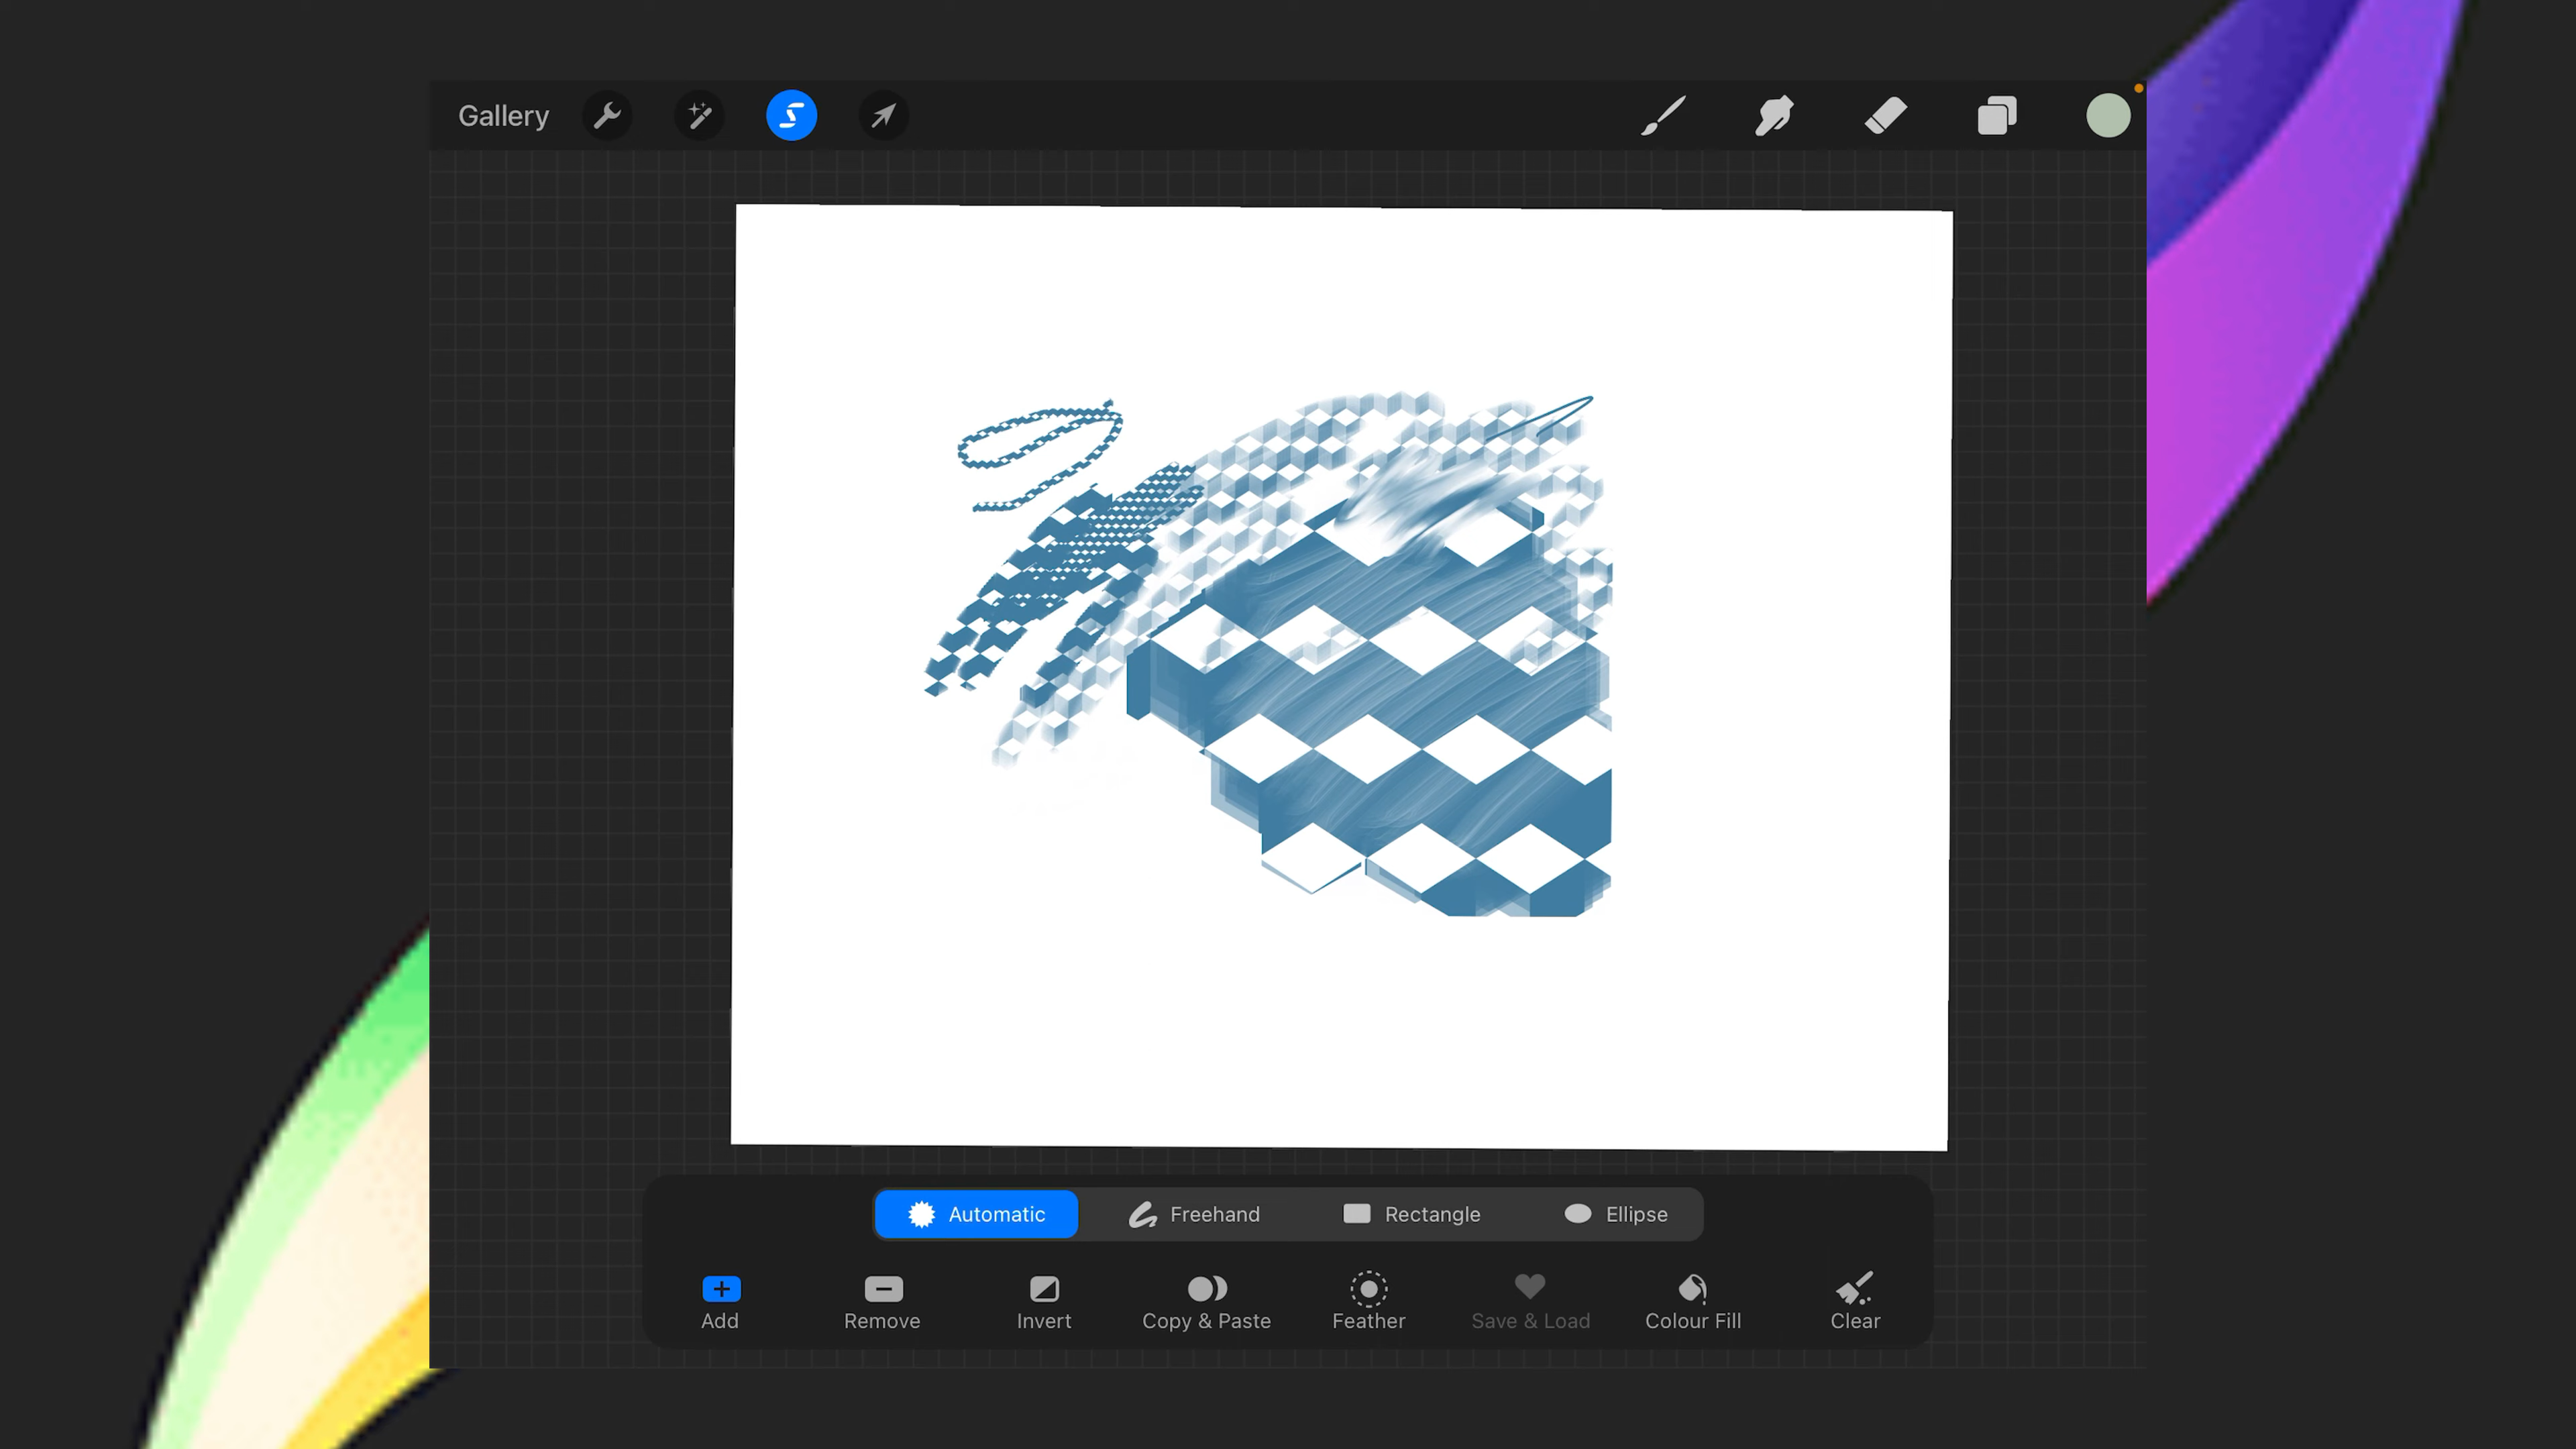 Gallery
Automatic Freehand Rectangle Ellipse
Add Remove Invert Copy & Paste Feather Save & Load Colour Fill Clear